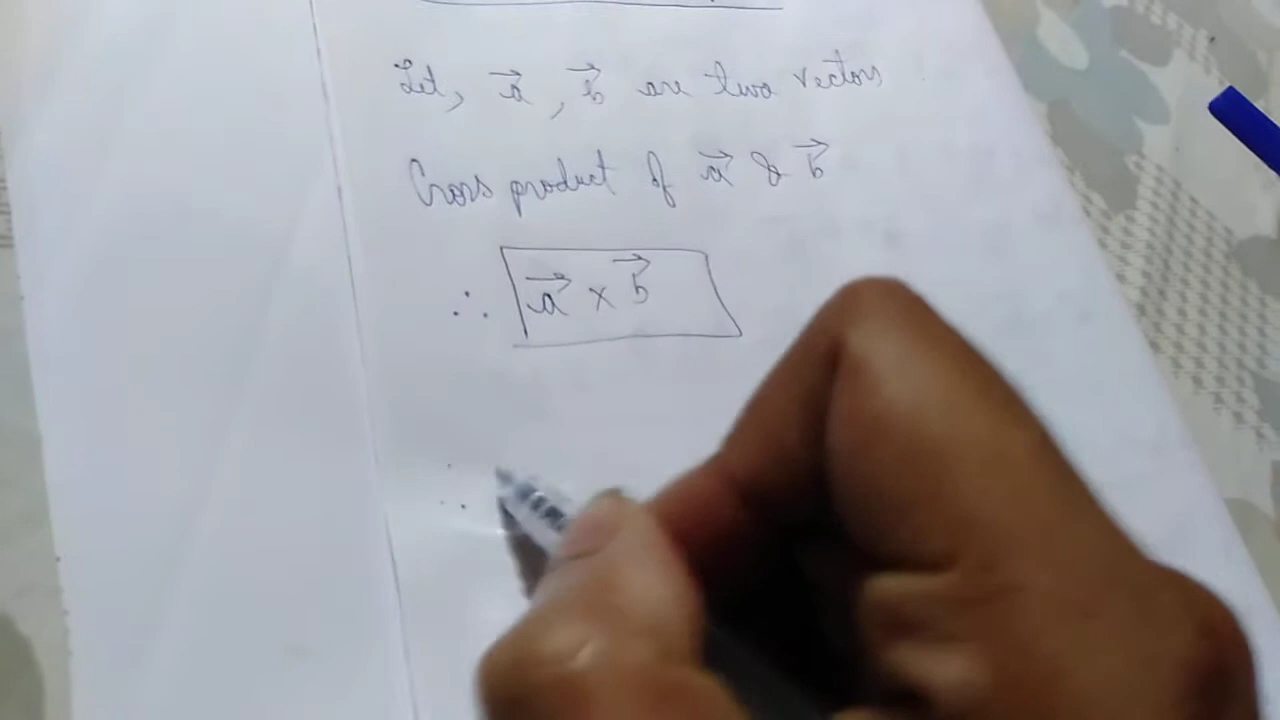 Let, a⃗, b⃗ are two vectors
Cross product of a⃗ & b⃗
∴ a⃗ × b⃗
∴